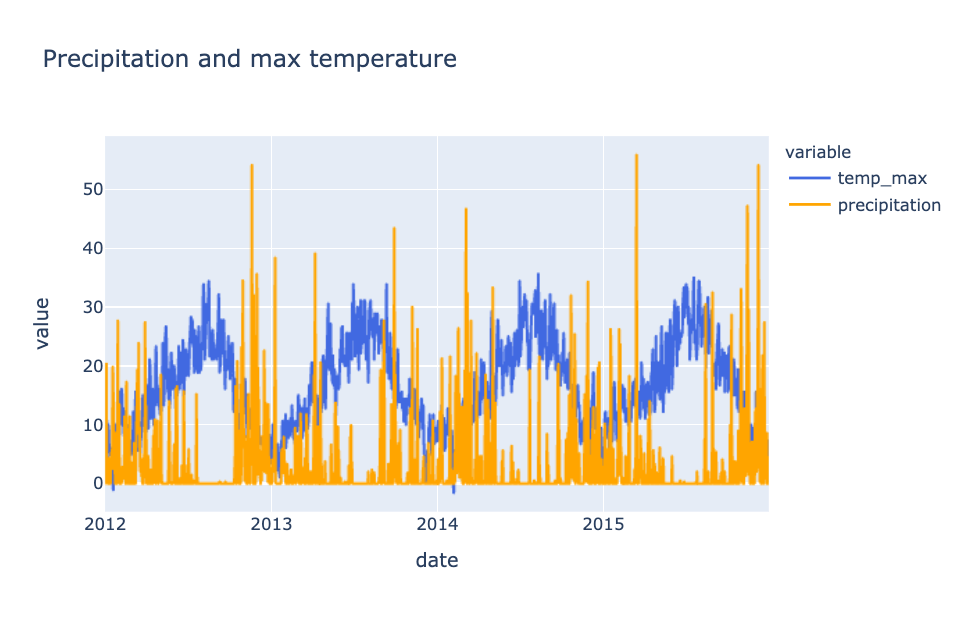 Precipitation and max temperature
variable
temp_max
precipitation
value
50
40
30
20
10
0
2012
2013
2014
2015
date